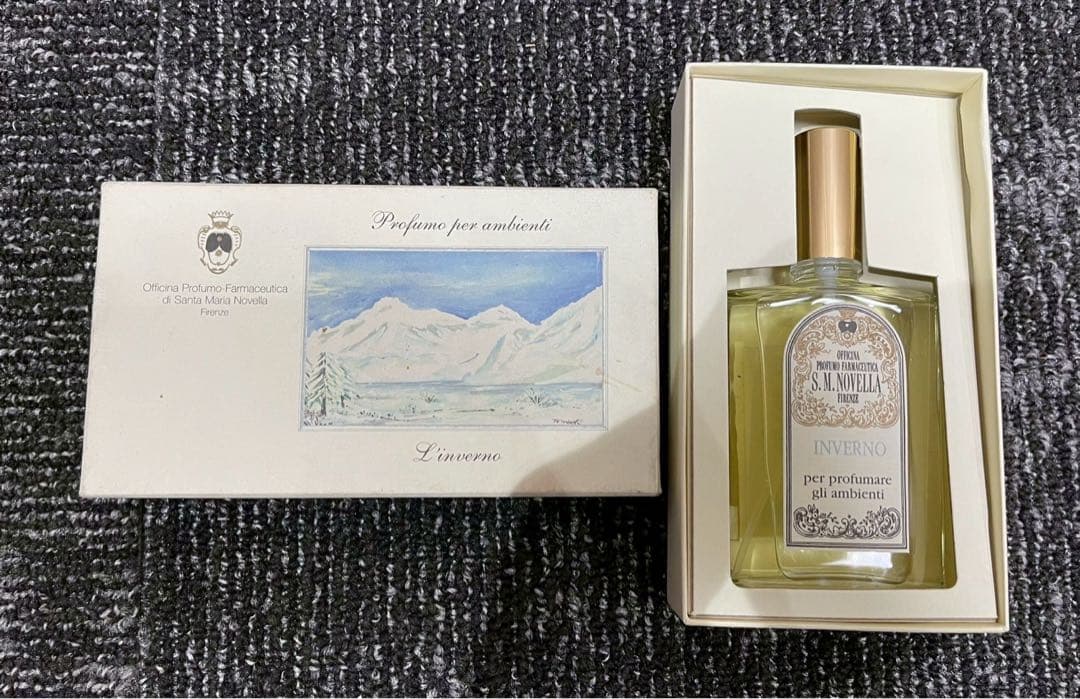 Officina Profumo-Farmaceutica
di Santa Maria Novella
Firenze
Profumo per ambienti
L'inverno
OFFICINA
PROFUMO FARMACEUTICA
S.M.NOVELLA
FIRENZE
INVERNO
per profumare
gli ambienti